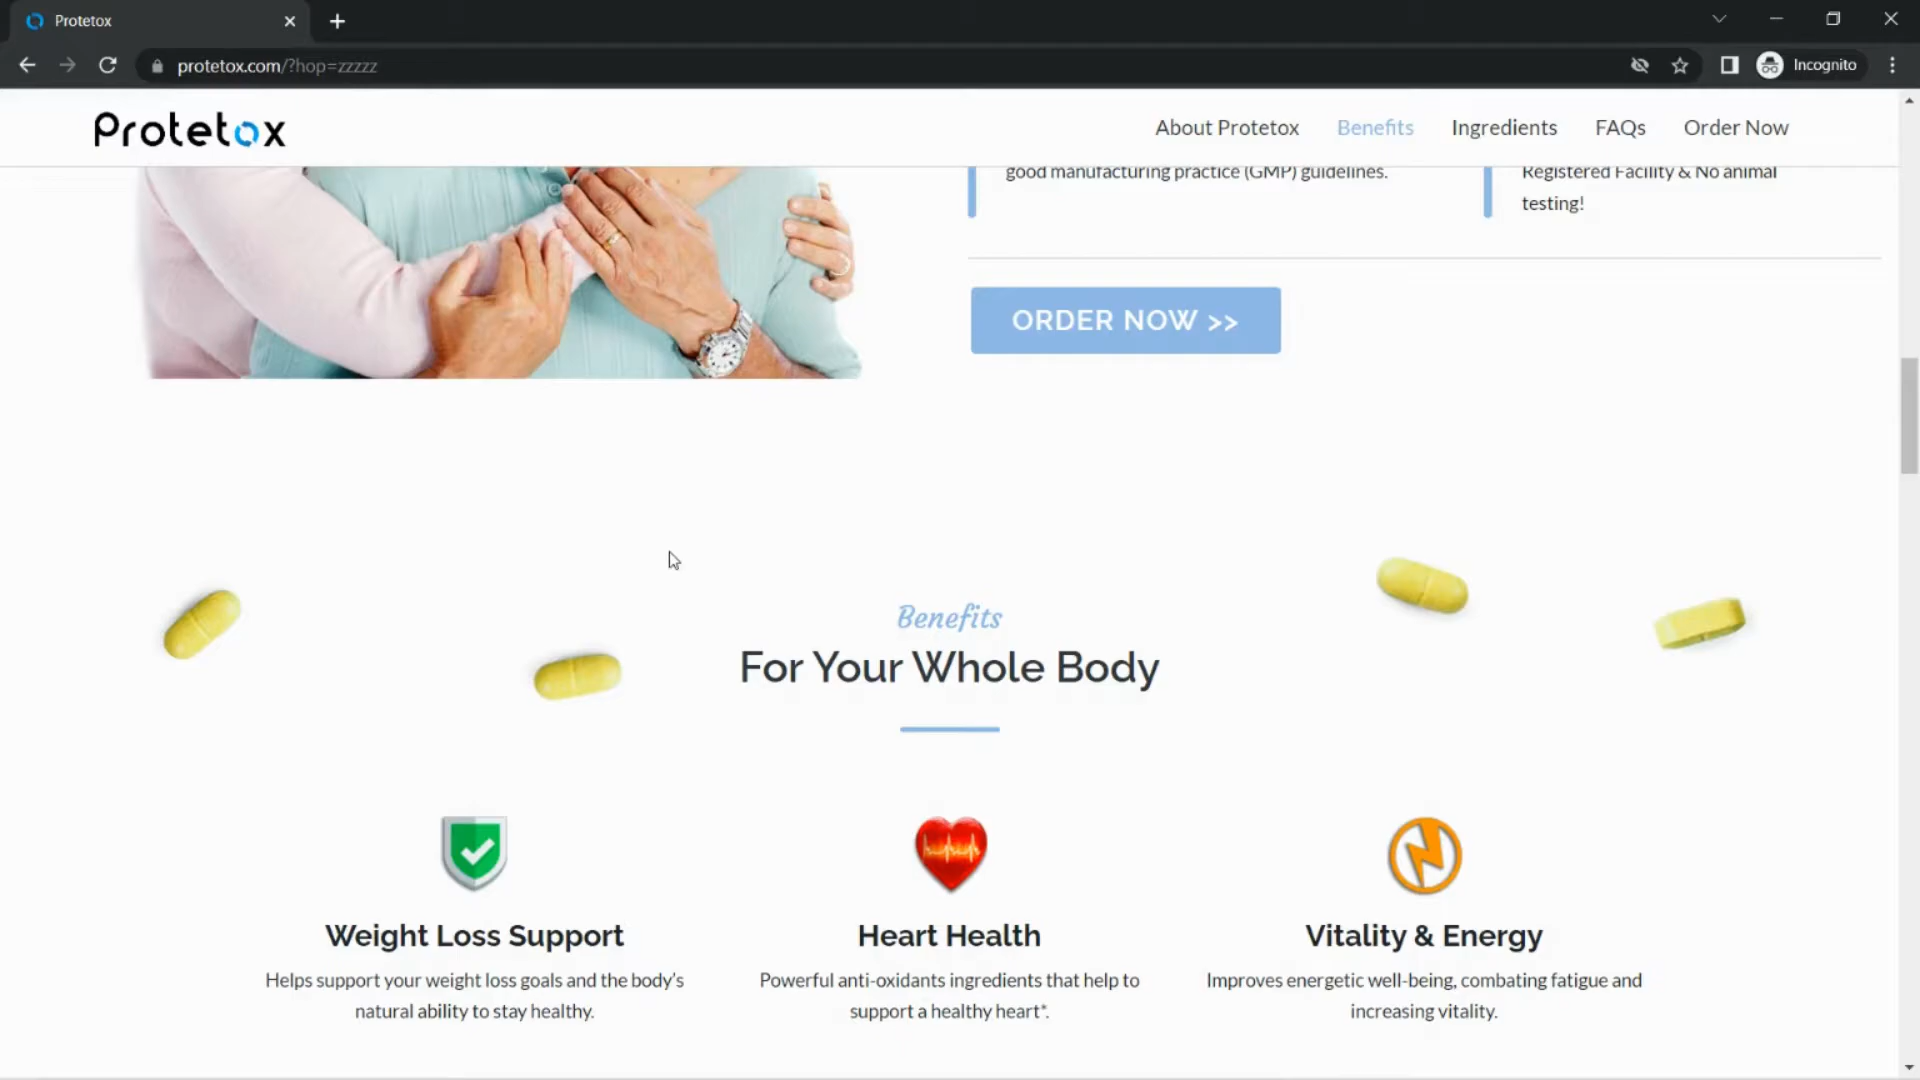 Protetox
protetox.com/?hop=zzzzz
Incognito
Protetox
About Protetox
Benefits
Ingredients
FAQs
Order Now
good manufacturing practice (GMP) guidelines.
Registered Facility & No animal
testing!
ORDER NOW >>
Benefits
For Your Whole Body
Weight Loss Support
Helps support your weight loss goals and the body's
natural ability to stay healthy.
Heart Health
Powerful anti-oxidants ingredients that help to
support a healthy heart*.
Vitality & Energy
Improves energetic well-being, combating fatigue and
increasing vitality.